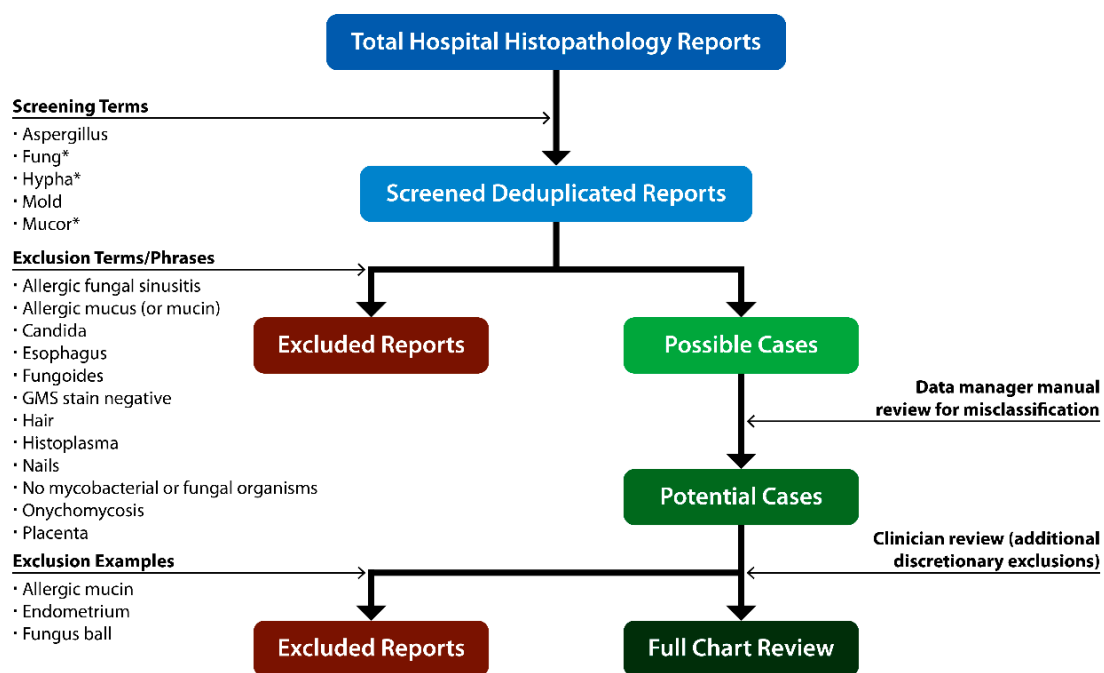 Total Hospital Histopathology Reports
Screening Terms
· Aspergillus
· Fung*
· Hypha*
· Mold
· Mucor*
Screened Deduplicated Reports
Exclusion Terms/Phrases
· Allergic fungal sinusitis
· Allergic mucus (or mucin)
· Candida
· Esophagus
· Fungoides
· GMS stain negative
· Hair
· Histoplasma
· Nails
· No mycobacterial or fungal organisms
· Onychomycosis
· Placenta
Excluded Reports
Possible Cases
Data manager manual
review for misclassification
Potential Cases
Clinician review (additional
discretionary exclusions)
Exclusion Examples
· Allergic mucin
· Endometrium
· Fungus ball
Excluded Reports
Full Chart Review